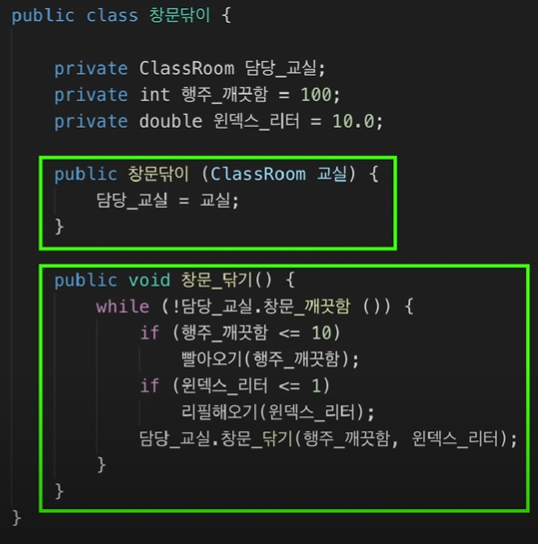 public class 창문닦이 {
private ClassRoom 담당_교실;
private int 행주_깨끗함 = 100;
private double 윈덱스_리터 = 10.0;
public 창문닦이 (ClassRoom 교실) {
담당_교실 = 교실;
}
public void 창문_닦기() {
while (!담당_교실.창문_깨끗함 ()) {
if (행주_깨끗함 <= 10)
빨아오기(행주_깨끗함);
if (윈덱스_리터 <= 1)
리필해오기(윈덱스_리터);
담당_교실.창문_닦기(행주_깨끗함, 윈덱스_리터);
}
}
}